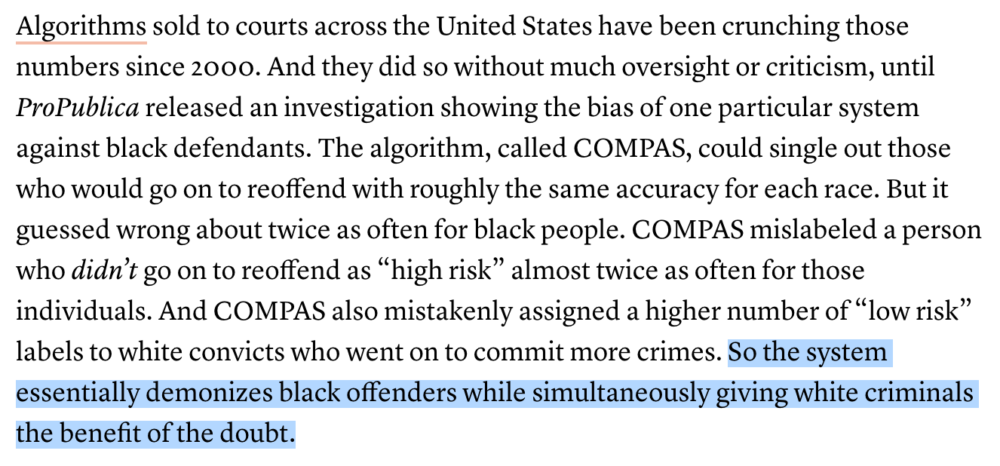 Algorithms sold to courts across the United States have been crunching those
numbers since 2000. And they did so without much oversight or criticism, until
ProPublica released an investigation showing the bias of one particular system
against black defendants. The algorithm, called COMPAS, could single out those
who would go on to reoffend with roughly the same accuracy for each race. But it
guessed wrong about twice as often for black people. COMPAS mislabeled a person
who didn’t go on to reoffend as “high risk” almost twice as often for those
individuals. And COMPAS also mistakenly assigned a higher number of “low risk”
labels to white convicts who went on to commit more crimes. So the system
essentially demonizes black offenders while simultaneously giving white criminals
the benefit of the doubt.